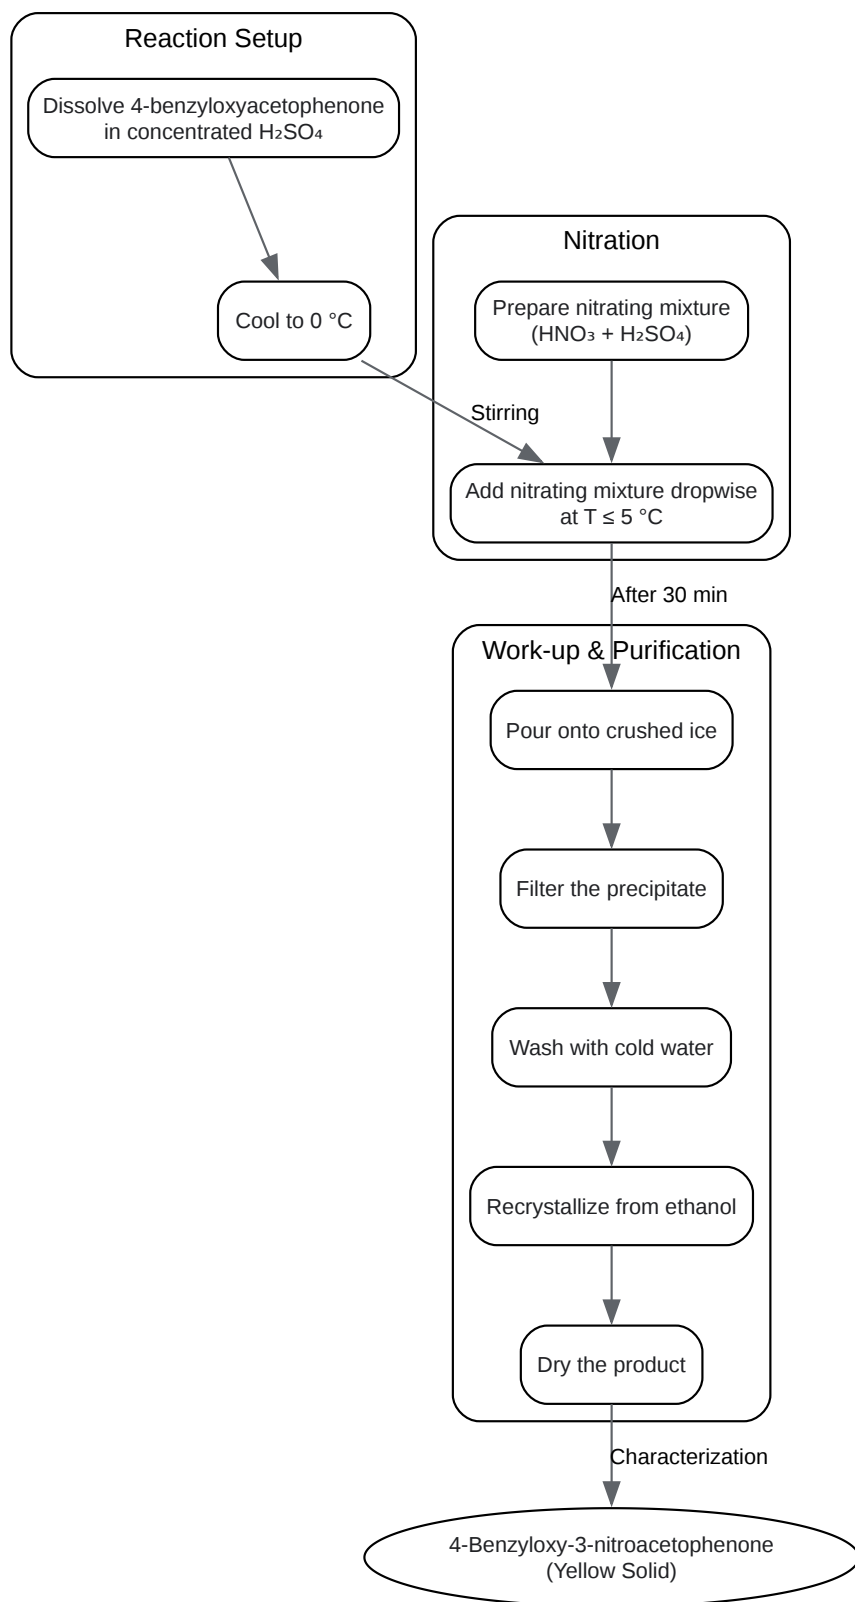 Reaction Setup
Dissolve 4-benzyloxyacetophenone
in concentrated H₂SO₄
Cool to 0 °C
Nitration
Prepare nitrating mixture
(HNO₃ + H₂SO₄)
Stirring
Add nitrating mixture dropwise
at T ≤ 5 °C
After 30 min
Work-up & Purification
Pour onto crushed ice
Filter the precipitate
Wash with cold water
Recrystallize from ethanol
Dry the product
Characterization
4-Benzyloxy-3-nitroacetophenone
(Yellow Solid)